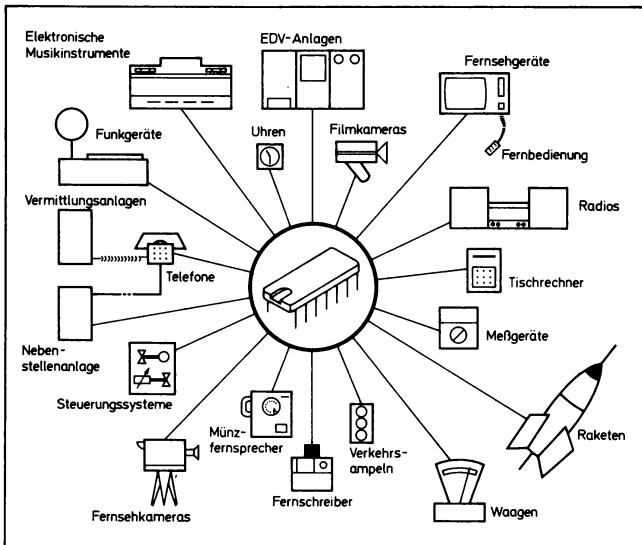 Elektronische
Musikinstrumente
EDV-Anlagen
Fernsehgeräte
Funkgeräte
Uhren
Filmkameras
Fernbedienung
Vermittlungsanlagen
Radios
Telefone
Tischrechner
Neben-
stellenanlage
Meßgeräte
Steuerungssysteme
Münz-
fernsprecher
Verkehrs-
ampeln
Raketen
Fernsehkameras
Fernschreiber
Waagen